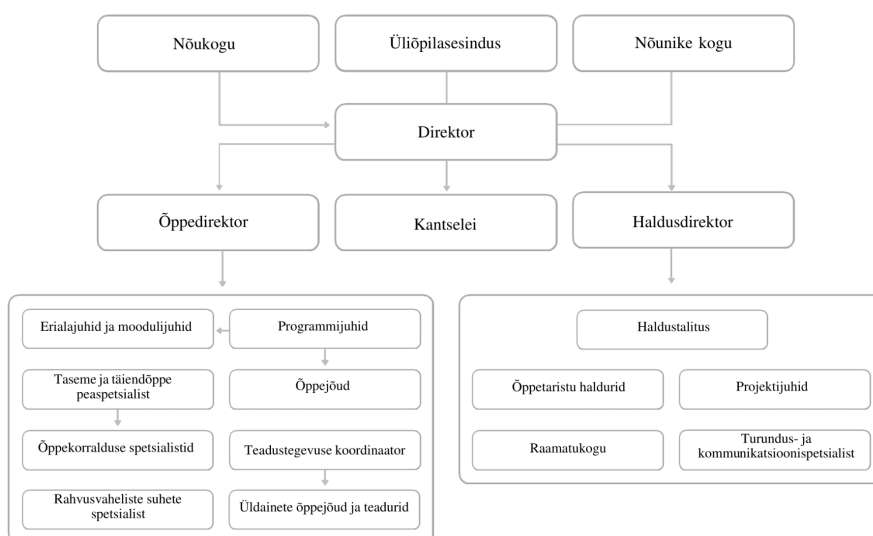 Nõukogu
Üliõpilasesindus
Nõunike kogu
Direktor
Õppedirektor
Kantselei
Haldusdirektor
Erialajuhid ja moodulijuhid
Programmijuhid
Taseme ja täiendõppe
peaspetsialist
Õppejõud
Õppekorralduse spetsialistid
Teadustegevuse koordinaator
Rahvusvaheliste suhete
spetsialist
Üldainete õppejõud ja teadurid
Haldustalitus
Õppetaristu haldurid
Projektijuhid
Raamatukogu
Turundus- ja
kommunikatsioonispetsialist